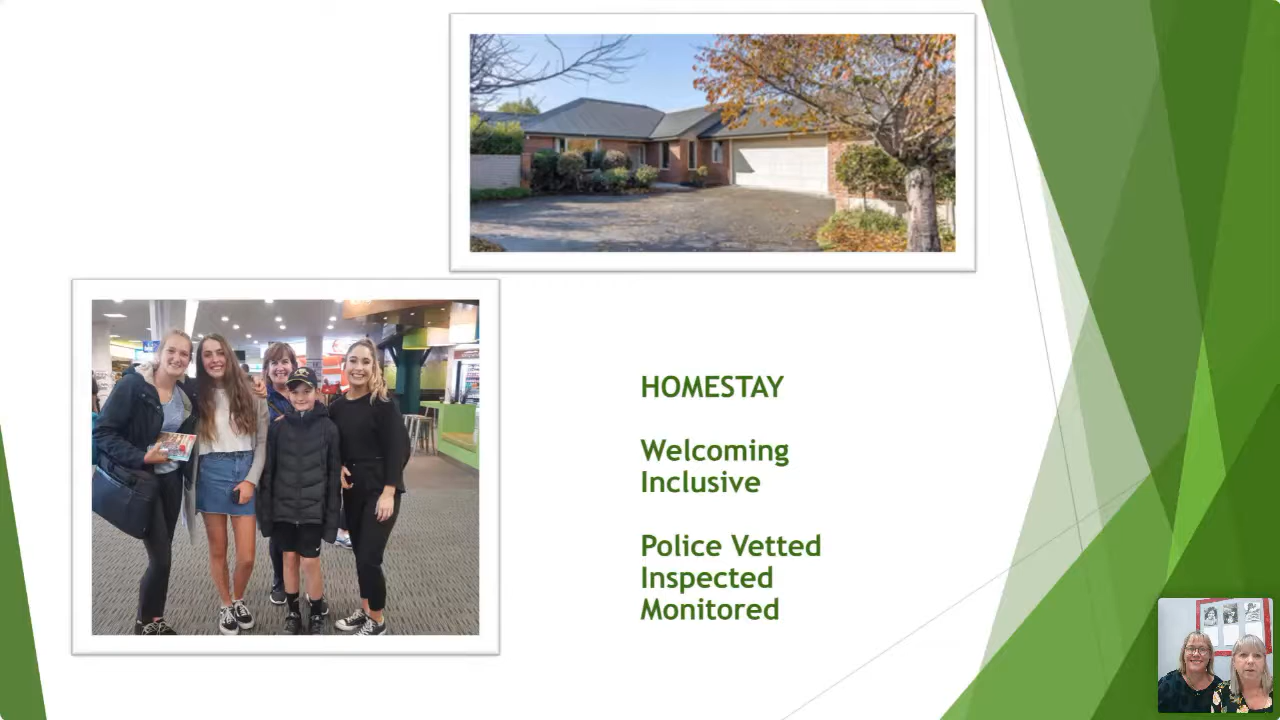 HOMESTAY
Welcoming
Inclusive
Police Vetted
Inspected
Monitored